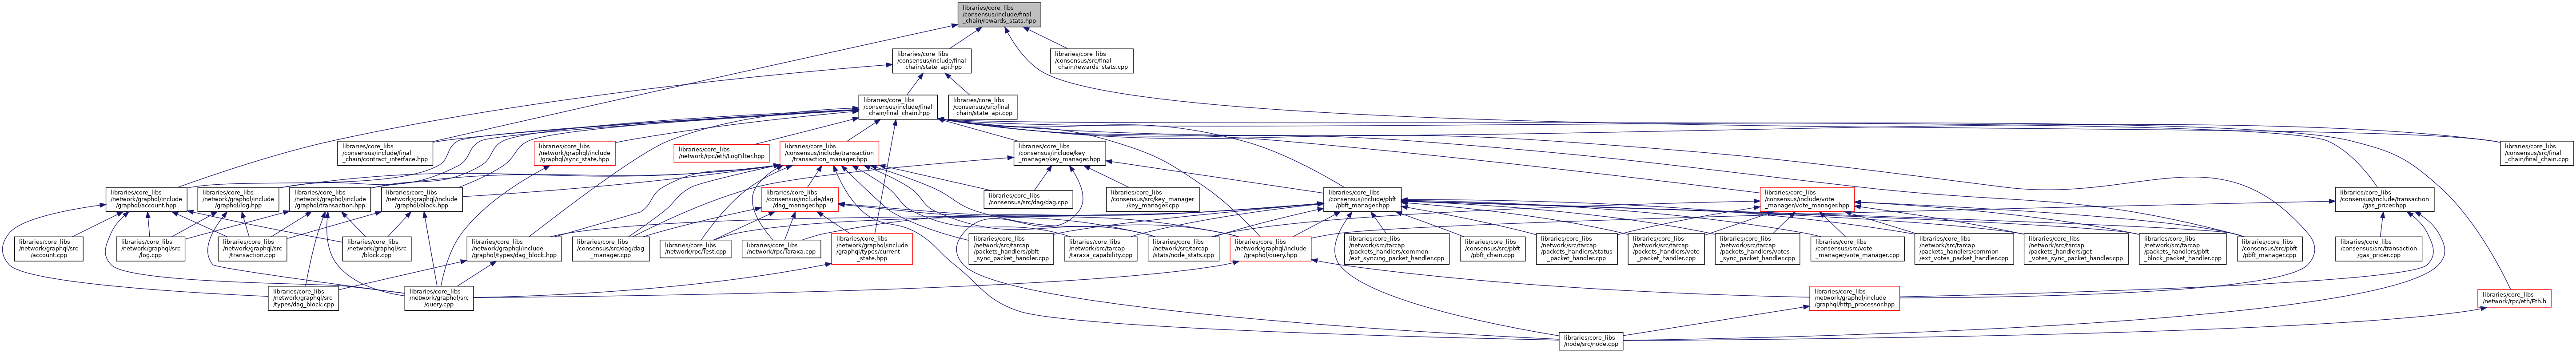 libraries/core_libs
/consensus/include/final
_chain/rewards_stats.hpp
libraries/core_libs
/consensus/include/final
_chain/state_api.hpp
libraries/core_libs
/consensus/src/final
_chain/rewards_stats.cpp
libraries/core_libs
/consensus/include/final
_chain/final_chain.hpp
libraries/core_libs
/consensus/src/final
_chain/state_api.cpp
libraries/core_libs
/consensus/include/final
_chain/contract_interface.hpp
libraries/core_libs
/network/graphql/include
/graphql/sync_state.hpp
libraries/core_libs
/network/rpc/eth/LogFilter.hpp
libraries/core_libs
/consensus/include/transaction
/transaction_manager.hpp
libraries/core_libs
/consensus/include/key
_manager/key_manager.hpp
libraries/core_libs
/consensus/src/final
_chain/final_chain.cpp
libraries/core_libs
/network/graphql/include
/graphql/account.hpp
libraries/core_libs
/network/graphql/include
/graphql/log.hpp
libraries/core_libs
/network/graphql/include
/graphql/transaction.hpp
libraries/core_libs
/network/graphql/include
/graphql/block.hpp
libraries/core_libs
/consensus/include/dag
/dag_manager.hpp
libraries/core_libs
/consensus/src/dag/dag.cpp
libraries/core_libs
/consensus/src/key_manager
/key_manager.cpp
libraries/core_libs
/consensus/include/pbft
/pbft_manager.hpp
libraries/core_libs
/consensus/include/vote
_manager/vote_manager.hpp
libraries/core_libs
/consensus/include/transaction
/gas_pricer.hpp
libraries/core_libs
/network/graphql/src
/account.cpp
libraries/core_libs
/network/graphql/src
/log.cpp
libraries/core_libs
/network/graphql/src
/transaction.cpp
libraries/core_libs
/network/graphql/src
/block.cpp
libraries/core_libs
/network/graphql/include
/graphql/types/dag_block.hpp
libraries/core_libs
/consensus/src/dag/dag
_manager.cpp
libraries/core_libs
/network/rpc/Test.cpp
libraries/core_libs
/network/rpc/Taraxa.cpp
libraries/core_libs
/network/graphql/include
/graphql/types/current
_state.hpp
libraries/core_libs
/network/src/tarcap
/packets_handlers/pbft
_sync_packet_handler.cpp
libraries/core_libs
/network/src/tarcap
/taraxa_capability.cpp
libraries/core_libs
/network/src/tarcap
/stats/node_stats.cpp
libraries/core_libs
/network/graphql/include
/graphql/query.hpp
libraries/core_libs
/network/src/tarcap
/packets_handlers/common
/ext_syncing_packet_handler.cpp
libraries/core_libs
/consensus/src/pbft
/pbft_chain.cpp
libraries/core_libs
/network/src/tarcap
/packets_handlers/status
_packet_handler.cpp
libraries/core_libs
/network/src/tarcap
/packets_handlers/vote
_packet_handler.cpp
libraries/core_libs
/network/src/tarcap
/packets_handlers/votes
_sync_packet_handler.cpp
libraries/core_libs
/consensus/src/vote
_manager/vote_manager.cpp
libraries/core_libs
/network/src/tarcap
/packets_handlers/common
/ext_votes_packet_handler.cpp
libraries/core_libs
/network/src/tarcap
/packets_handlers/get
_votes_sync_packet_handler.cpp
libraries/core_libs
/network/src/tarcap
/packets_handlers/pbft
_block_packet_handler.cpp
libraries/core_libs
/consensus/src/pbft
/pbft_manager.cpp
libraries/core_libs
/consensus/src/transaction
/gas_pricer.cpp
libraries/core_libs
/network/graphql/src
/types/dag_block.cpp
libraries/core_libs
/network/graphql/src
/query.cpp
libraries/core_libs
/network/graphql/include
/graphql/http_processor.hpp
libraries/core_libs
/network/rpc/eth/Eth.h
libraries/core_libs
/node/src/node.cpp